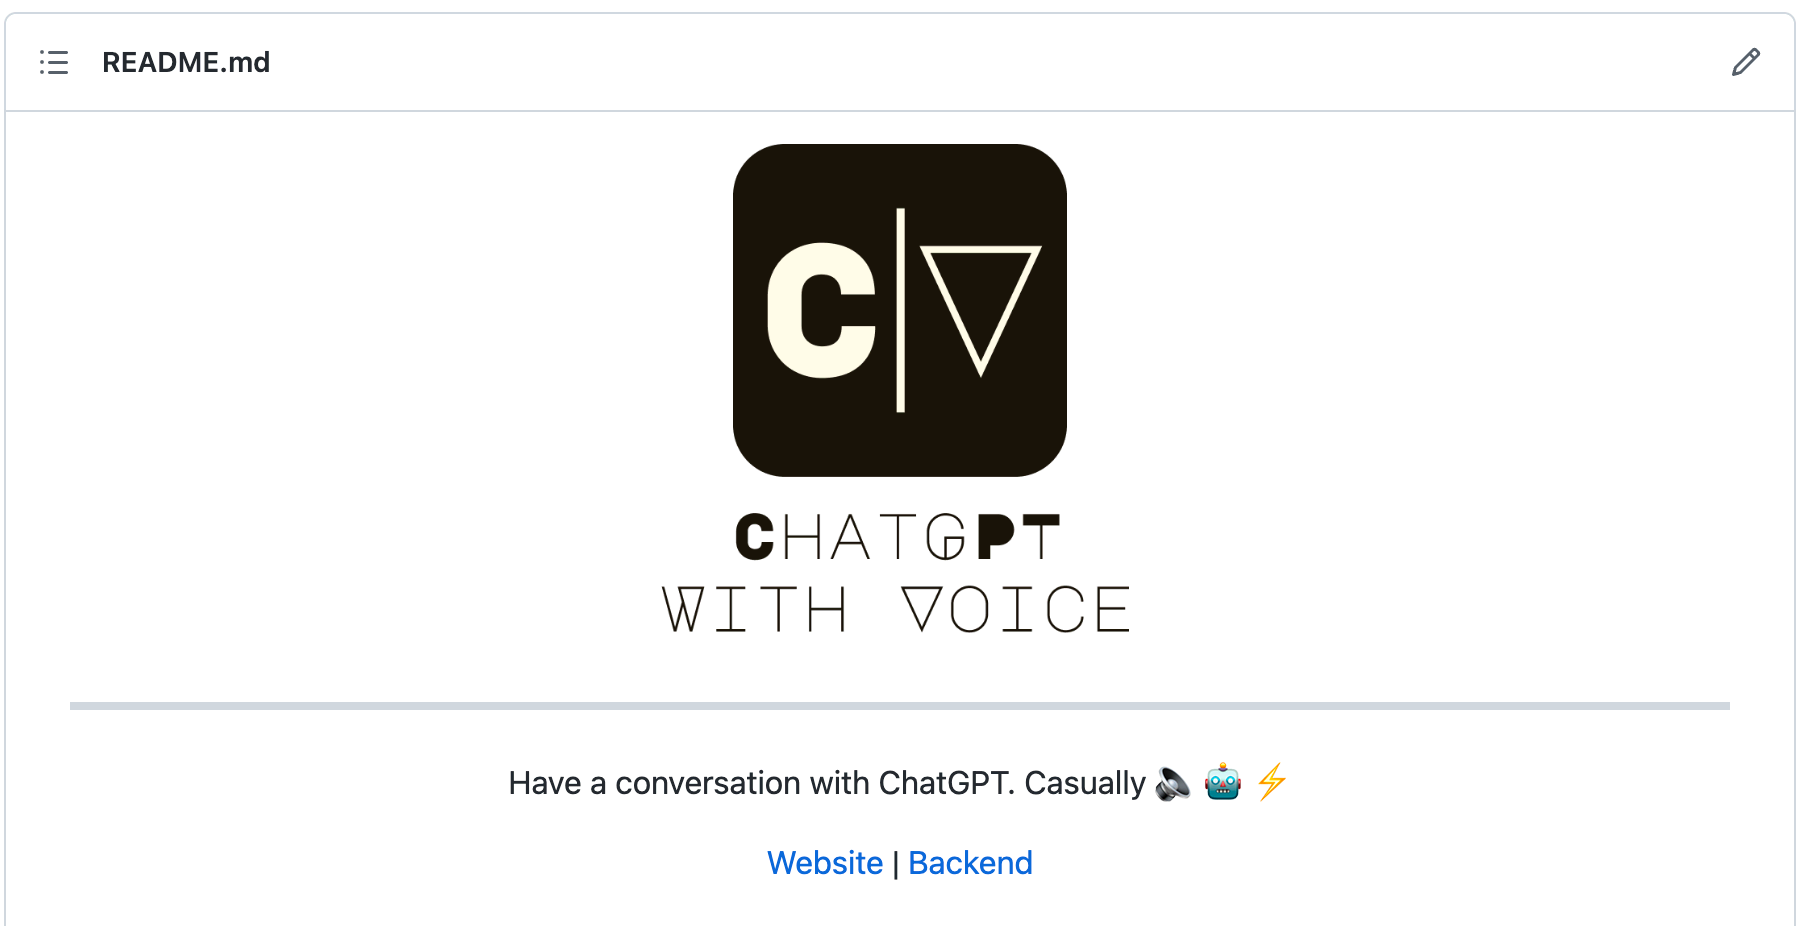 README.md
C|V
CHATGPT
WITH VOICE
Have a conversation with ChatGPT. Casually 🔈 🤖 ⚡
Website | Backend